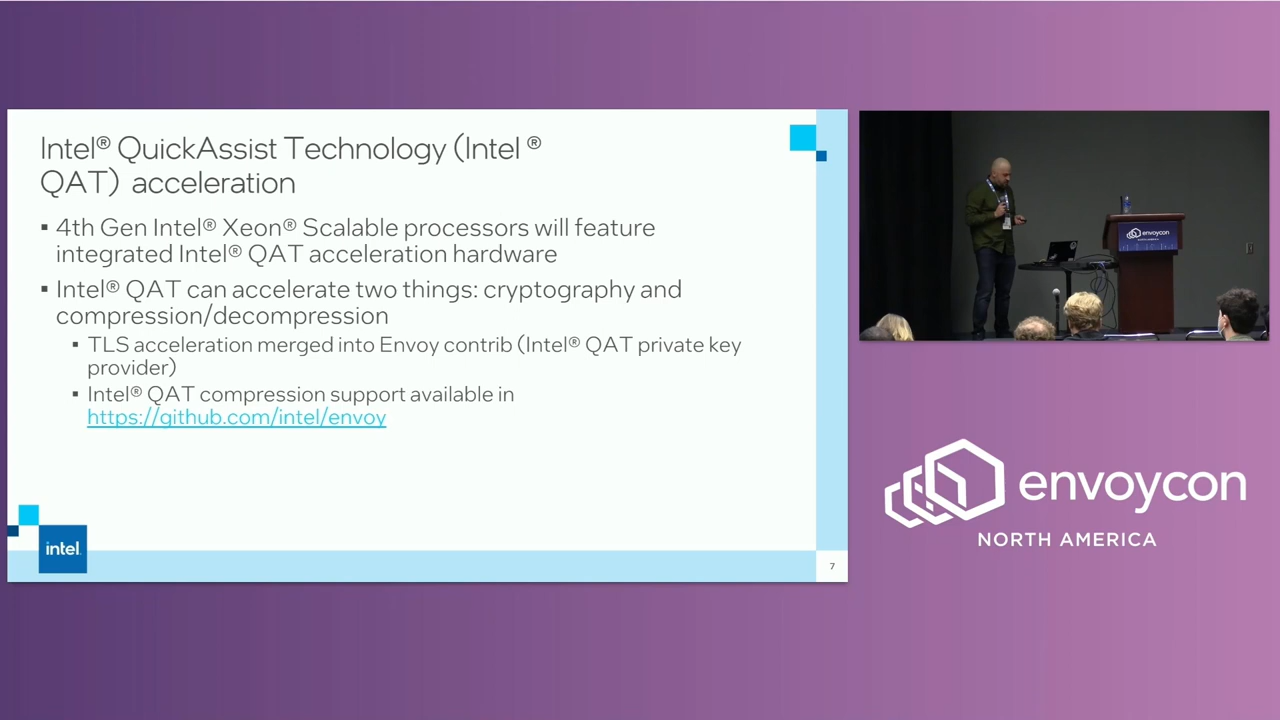 Intel® QuickAssist Technology (Intel ®
QAT) acceleration
▪ 4th Gen Intel® Xeon® Scalable processors will feature
integrated Intel® QAT acceleration hardware
▪ Intel® QAT can accelerate two things: cryptography and
compression/decompression
▪ TLS acceleration merged into Envoy contrib (Intel® QAT private key
provider)
▪ Intel® QAT compression support available in
https://github.com/intel/envoy
intel.
7
envoycon
envoycon
NORTH AMERICA